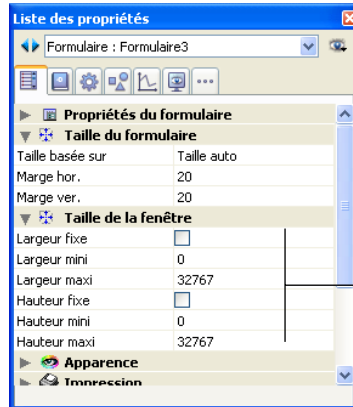 Liste des propriétés
Formulaire : Formulaire3
Propriétés du formulaire
Taille du formulaire
Taille basée sur Taille auto
Marge hor. 20
Marge ver. 20
Taille de la fenêtre
Largeur fixe
Largeur mini 0
Largeur maxi 32767
Hauteur fixe
Hauteur mini 0
Hauteur maxi 32767
Apparence
Impression